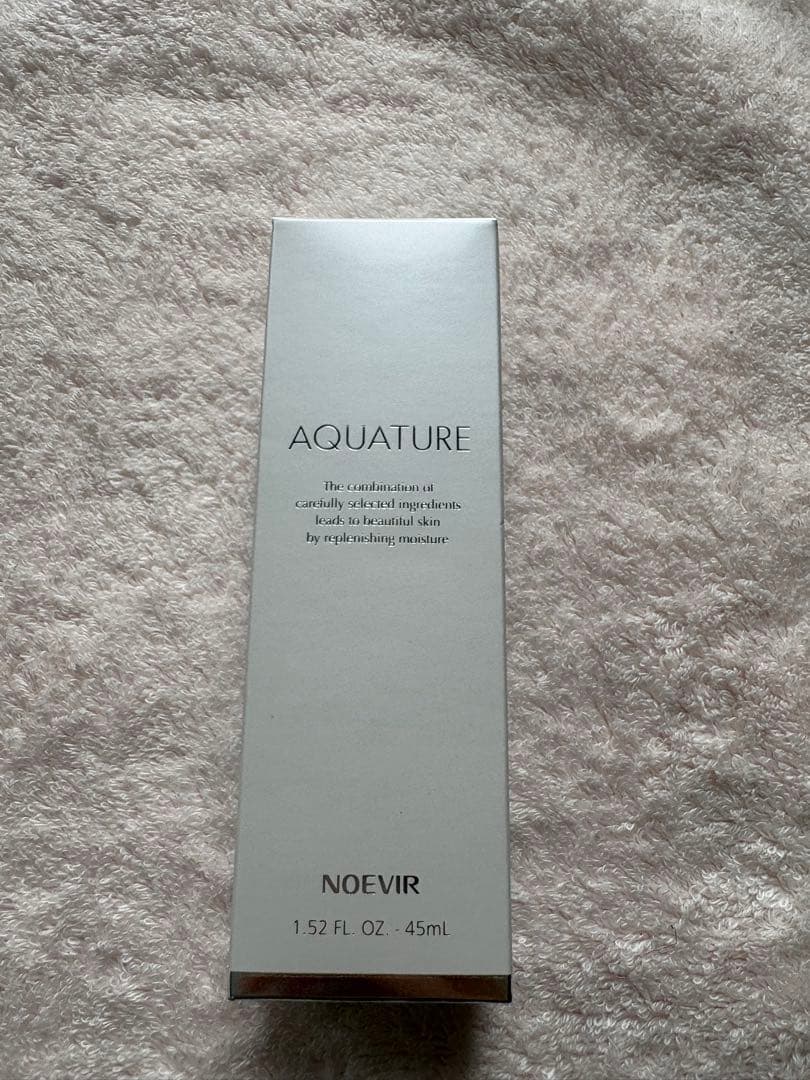 AQUATURE
The combination of
carefully selected ingredients
leads to beautiful skin
by replenishing moisture
NOEVIR
1.52 FL. OZ. - 45mL